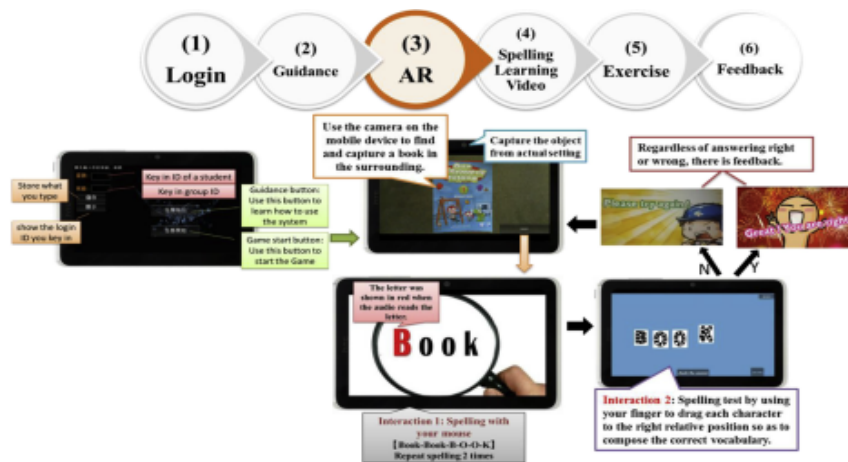 (1)
Login
(2)
Guidance
(3)
AR
(4)
Spelling
Learning
Video
(5)
Exercise
(6)
Feedback
Use the camera on the
mobile device to find
and capture a book in
the surrounding.
Capture the object
from actual setting
Regardless of answering right
or wrong, there is feedback.
Store what
you type
Key in ID of a student
Key in group ID
show the login
ID you key in
Guidance button:
Use this button to
learn how to use
the system
Game start button:
Use this button to
start the Game
Please try again!
Great! You are right!
N
Y
The letter was
shown in red when
the audio reads the
letter.
Book
BOOK
Interaction 1: Spelling with
your mouse
【Book-Book-B-O-O-K】
Repeat spelling 2 times
Interaction 2: Spelling test by using
your finger to drag each character
to the right relative position so as to
compose the correct vocabulary.